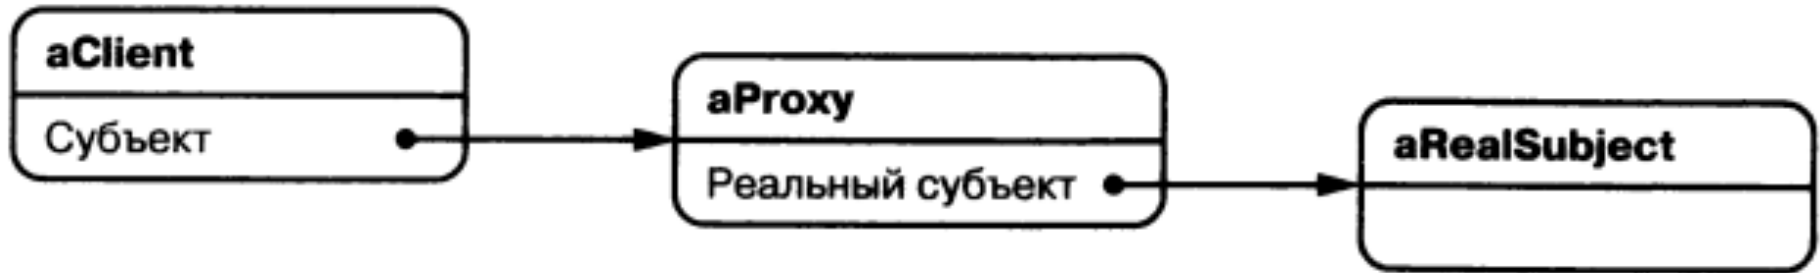 aClient
Субъект
aProxy
Реальный субъект
aRealSubject